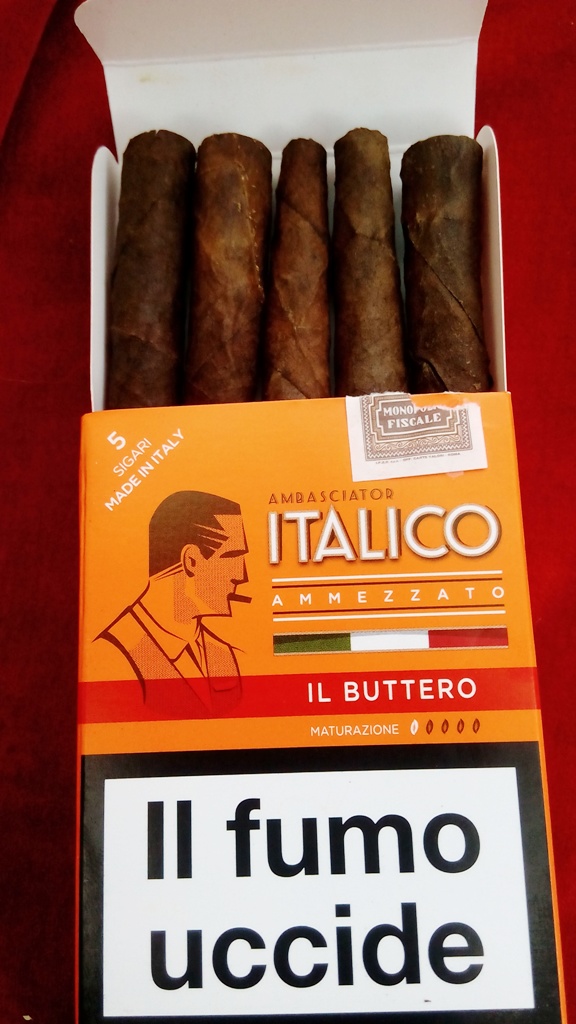 5
SIGARI
MADE IN ITALY
MONOPOLI
FISCALE
AMBASCIATOR
ITALICO
AMMEZZATO
IL BUTTERO
MATURAZIONE
Il fumo
uccide